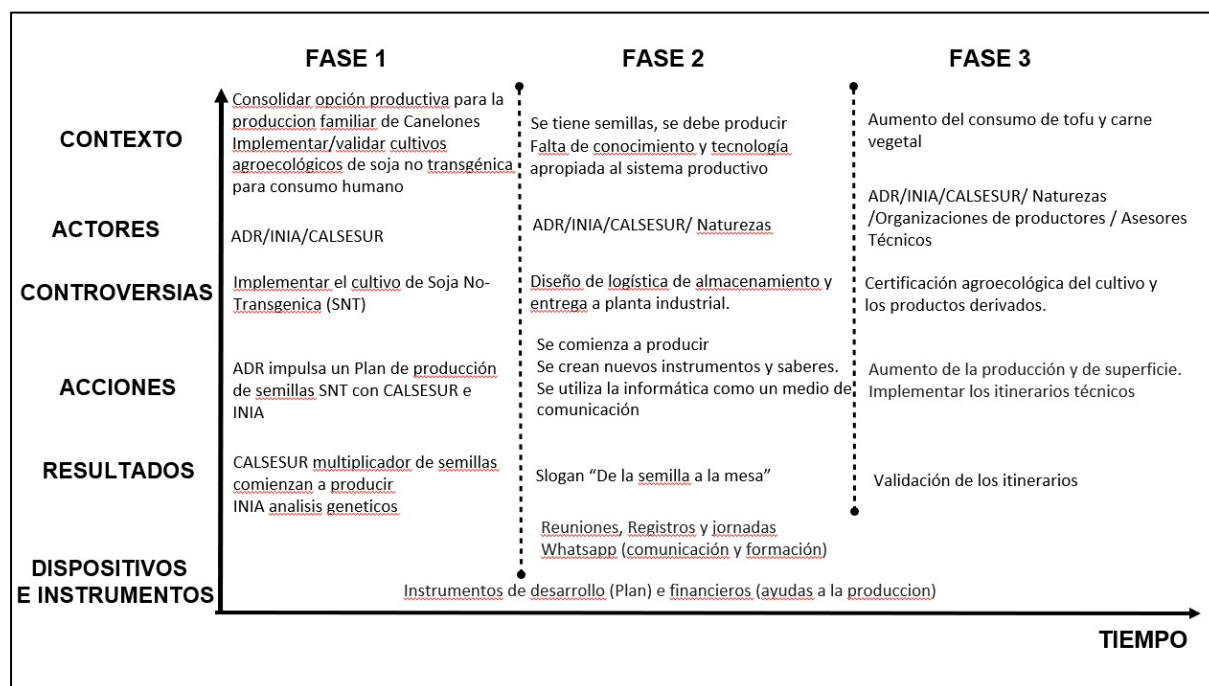 FASE 1
FASE 2
FASE 3
CONTEXTO
Consolidar opción productiva para la
produccion familiar de Canelones
Implementar/validar cultivos
agroecológicos de soja no transgénica
para consumo humano
Se tiene semillas, se debe producir
Falta de conocimiento y tecnología
apropiada al sistema productivo
Aumento del consumo de tofu y carne
vegetal
ACTORES
ADR/INIA/CALSESUR
ADR/INIA/CALSESUR/ Naturezas
ADR/INIA/CALSESUR/ Naturezas
/Organizaciones de productores / Asesores
Técnicos
CONTROVERSIAS
Implementar el cultivo de Soja No-
Transgenica (SNT)
Diseño de logística de almacenamiento y
entrega a planta industrial.
Certificación agroecológica del cultivo y
los productos derivados.
ACCIONES
ADR impulsa un Plan de producción
de semillas SNT con CALSESUR e
INIA
Se comienza a producir
Se crean nuevos instrumentos y saberes.
Se utiliza la informática como un medio de
comunicación
Aumento de la producción y de superficie.
Implementar los itinerarios técnicos
RESULTADOS
CALSESUR multiplicador de semillas
comienzan a producir
INIA analisis geneticos
Slogan “De la semilla a la mesa”
Validación de los itinerarios
DISPOSITIVOS
E INSTRUMENTOS
Reuniones, Registros y jornadas
Whatsapp (comunicación y formación)
Instrumentos de desarrollo (Plan) e financieros (ayudas a la produccion)
TIEMPO